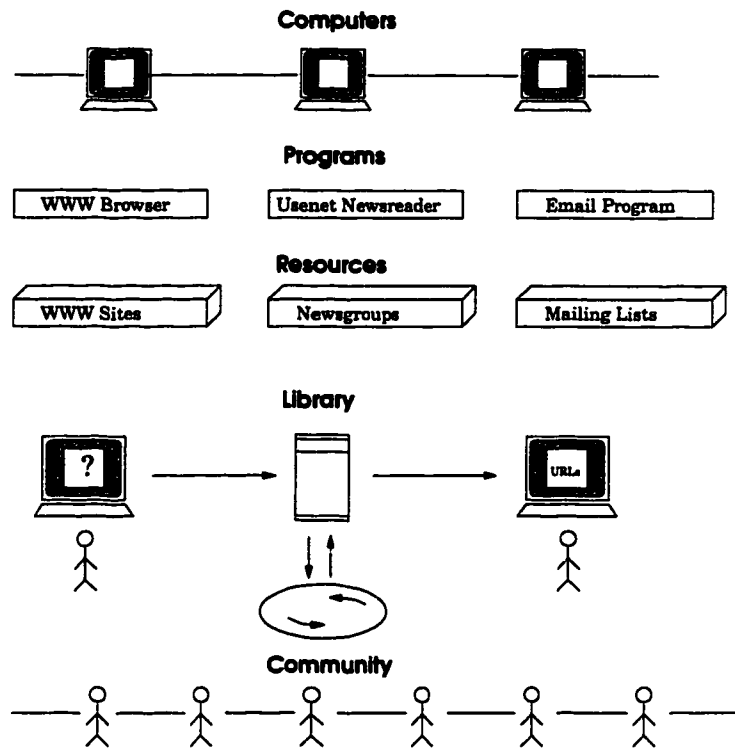 Computers
Programs
WWW Browser
Usenet Newsreader
Email Program
Resources
WWW Sites
Newsgroups
Mailing Lists
Library
?
URLs
Community